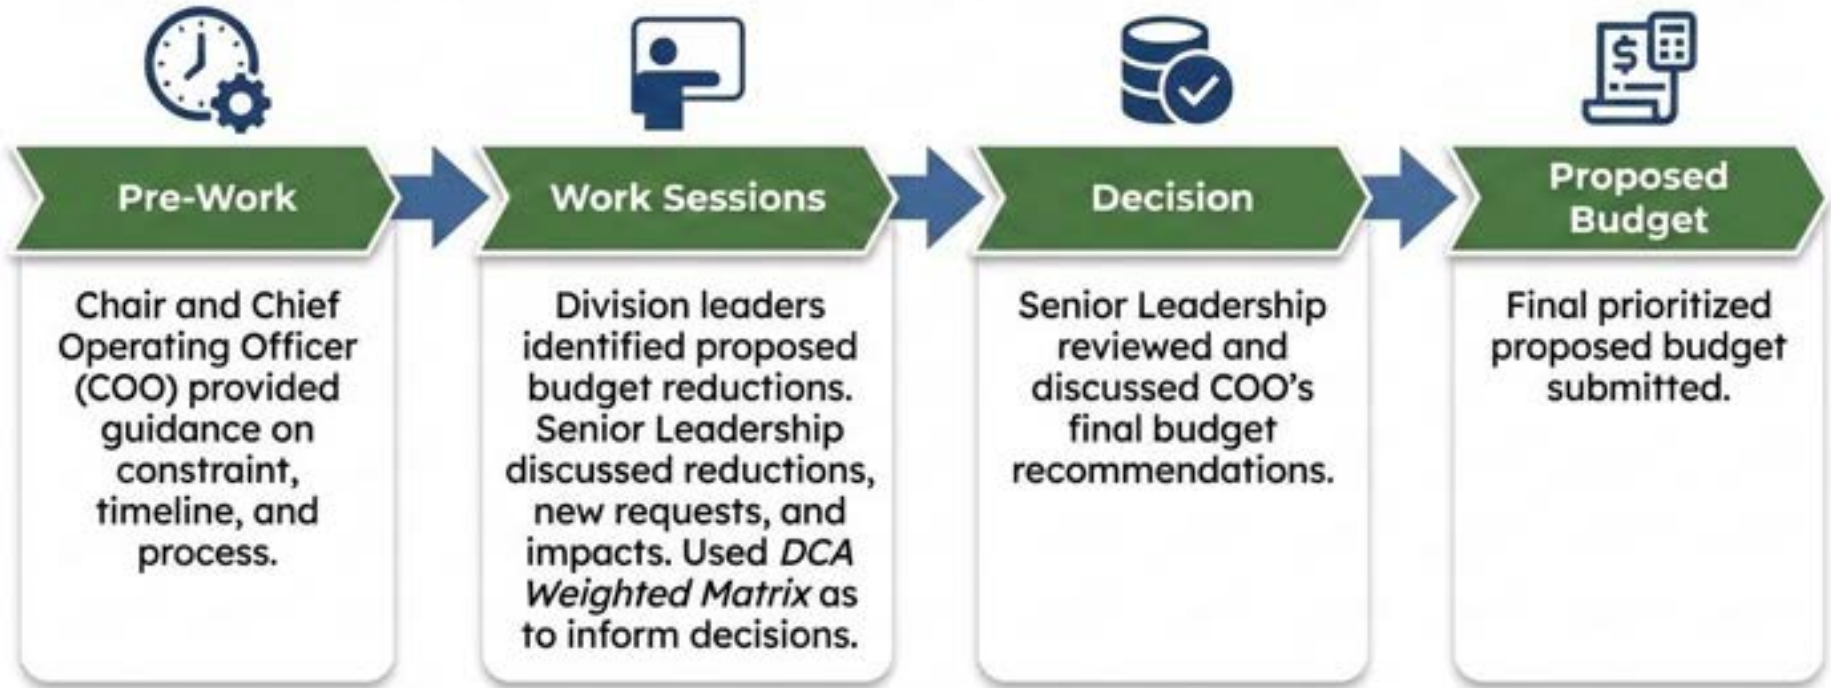 Pre-Work
Chair and Chief
Operating Officer
(COO) provided
guidance on
constraint,
timeline, and
process.
Work Sessions
Division leaders
identified proposed
budget reductions.
Senior Leadership
discussed reductions,
new requests, and
impacts. Used DCA
Weighted Matrix as
to inform decisions.
Decision
Senior Leadership
reviewed and
discussed COO’s
final budget
recommendations.
Proposed
Budget
Final prioritized
proposed budget
submitted.